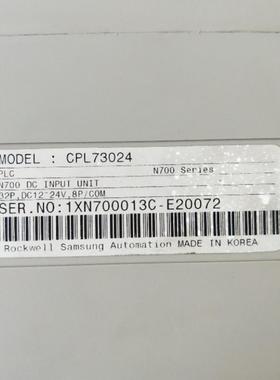 MODEL : CPL73024
PLC N700 Series
N700 DC INPUT UNIT
32P,DC12~24V,8P/COM
SER.NO:1XN700013C-E20072
Rockwell Samsung Automation MADE IN KOREA